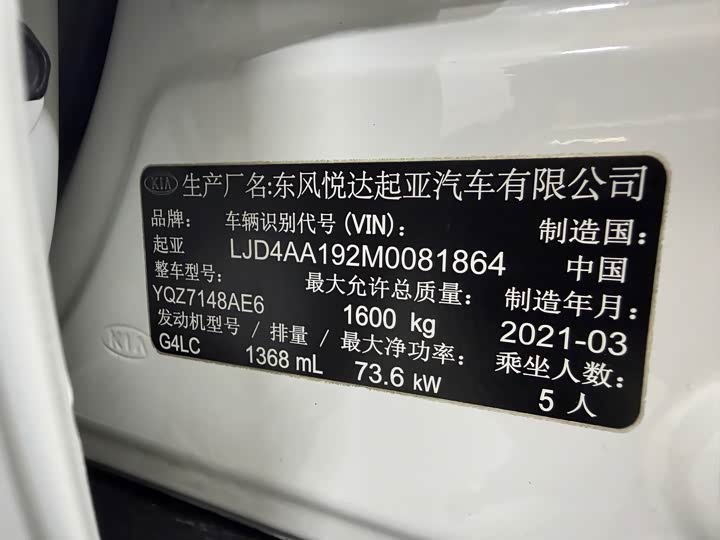 KIA 生产厂名:东风悦达起亚汽车有限公司
品牌: 车辆识别代号(VIN): 制造国:
起亚 LJD4AA192M0081864 中国
整车型号: 最大允许总质量: 制造年月:
YQZ7148AE6 1600 kg 2021-03
发动机型号 / 排量 / 最大净功率: 乘坐人数:
G4LC 1368 mL 73.6 kW 5 人
KIA